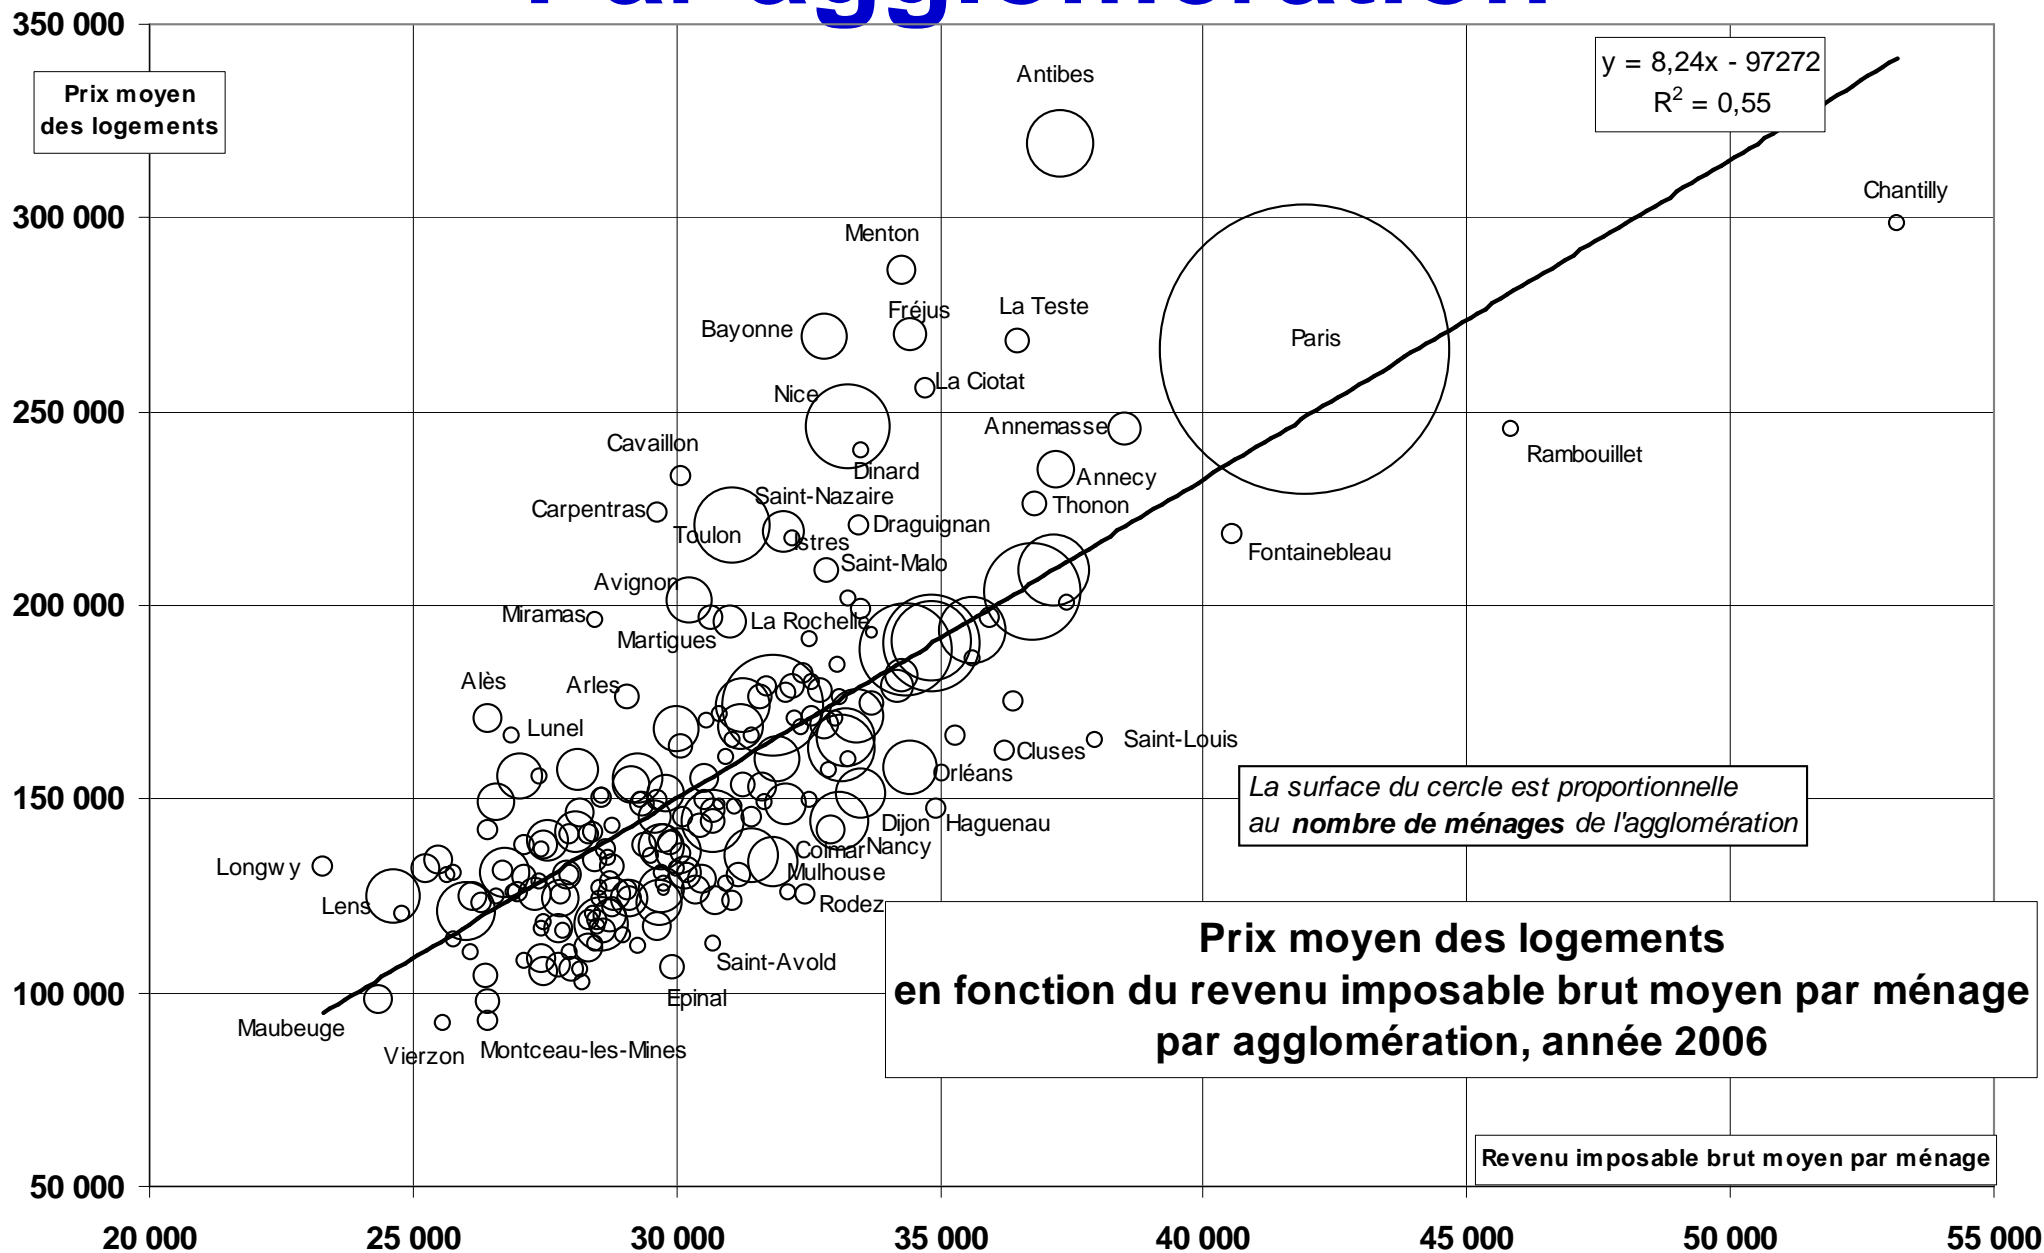 Par agglomération
350 000
300 000
250 000
200 000
150 000
100 000
50 000
Prix moyen
des logements
y = 8,24x - 97272
R² = 0,55
Antibes
Chantilly
Menton
Fréjus
La Teste
Bayonne
Paris
La Ciotat
Nice
Annemasse
Cavaillon
Rambouillet
Dinard
Annecy
Saint-Nazaire
Thonon
Carpentras
Draguignan
Toulon
Istres
Fontainebleau
Saint-Malo
Avignon
Miramas
La Rochelle
Martigues
Alès
Arles
Lunel
Saint-Louis
Cluses
Orléans
La surface du cercle est proportionnelle
au nombre de ménages de l'agglomération
Dijon
Haguenau
Nancy
Colmar
Longwy
Mulhouse
Lens
Rodez
Saint-Avold
Epinal
Maubeuge
Vierzon
Montceau-les-Mines
Prix moyen des logements
en fonction du revenu imposable brut moyen par ménage
par agglomération, année 2006
Revenu imposable brut moyen par ménage
20 000
25 000
30 000
35 000
40 000
45 000
50 000
55 000